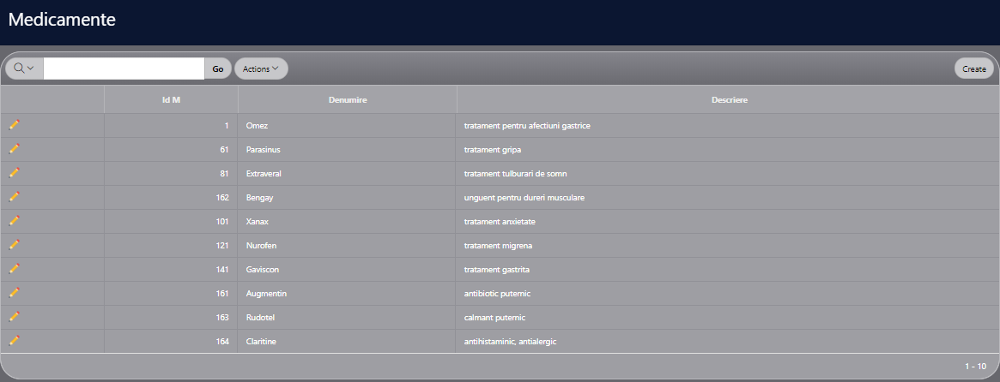 Medicamente
Go Actions Create
Id M Denumire Descriere
1 Omez tratament pentru afectiuni gastrice
61 Parasinus tratament gripa
81 Extraveral tratament tulburari de somn
162 Bengay unguent pentru dureri musculare
101 Xanax tratament anxietate
121 Nurofen tratament migrena
141 Gaviscon tratament gastrita
161 Augmentin antibiotic puternic
163 Rudotel calmant puternic
164 Claritine antihistaminic, antialergic
1 - 10